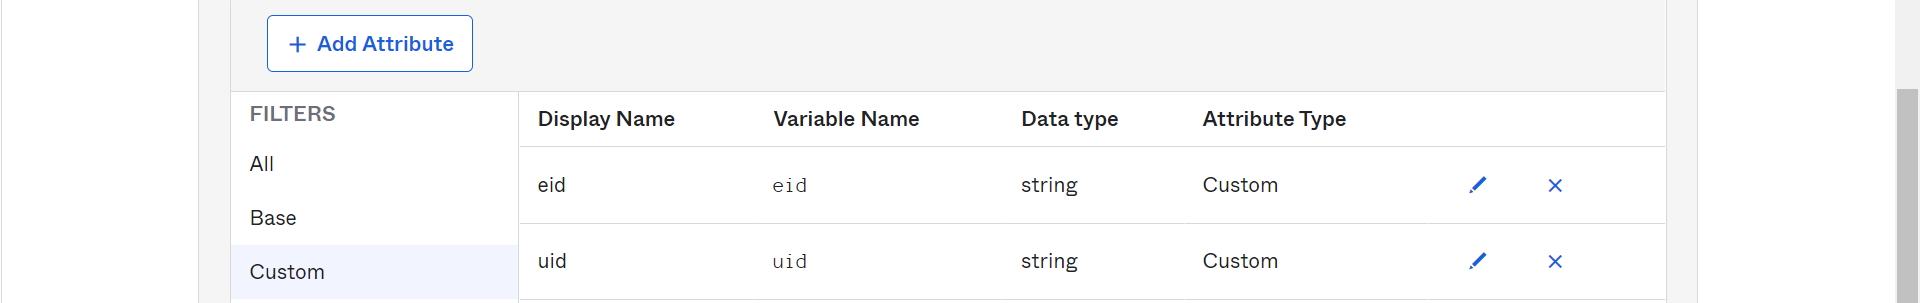 + Add Attribute
FILTERS
All
Base
Custom
Display Name Variable Name Data type Attribute Type
eid eid string Custom
uid uid string Custom